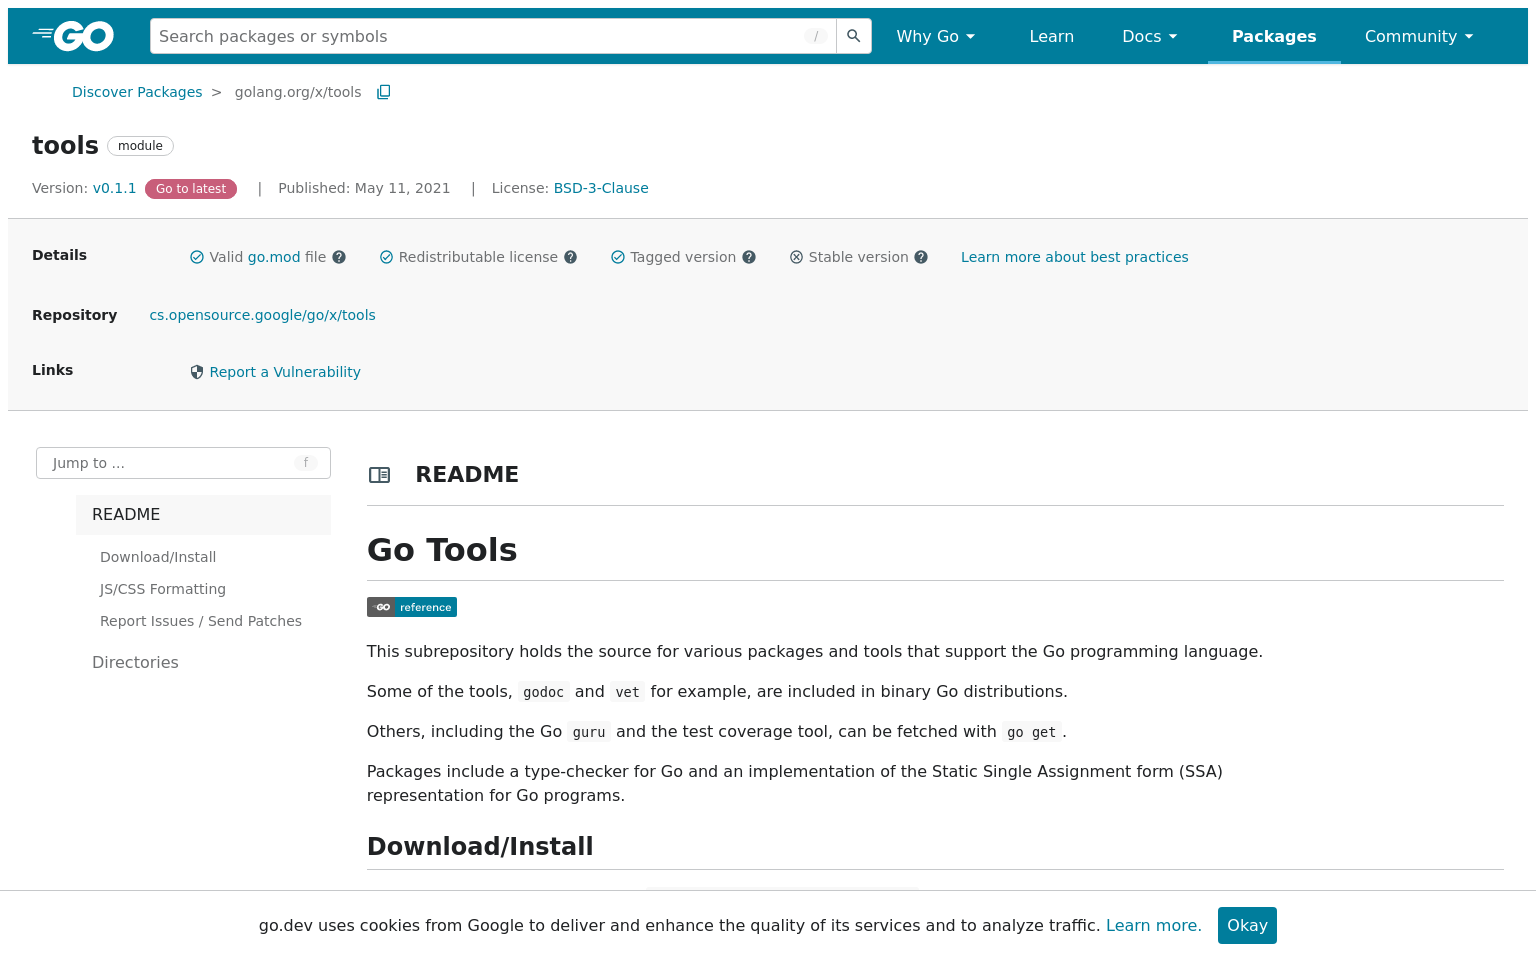 GO
Search packages or symbols /
Why Go
Learn
Docs
Packages
Community
Discover Packages > golang.org/x/tools
tools module
Version: v0.1.1 Go to latest | Published: May 11, 2021 | License: BSD-3-Clause
Details
Valid go.mod file
Redistributable license
Tagged version
Stable version
Learn more about best practices
Repository
cs.opensource.google/go/x/tools
Links
Report a Vulnerability
Jump to ... f
README
Download/Install
JS/CSS Formatting
Report Issues / Send Patches
Directories
README
Go Tools
GO reference
This subrepository holds the source for various packages and tools that support the Go programming language.
Some of the tools, godoc and vet for example, are included in binary Go distributions.
Others, including the Go guru and the test coverage tool, can be fetched with go get.
Packages include a type-checker for Go and an implementation of the Static Single Assignment form (SSA)
representation for Go programs.
Download/Install
go.dev uses cookies from Google to deliver and enhance the quality of its services and to analyze traffic. Learn more. Okay